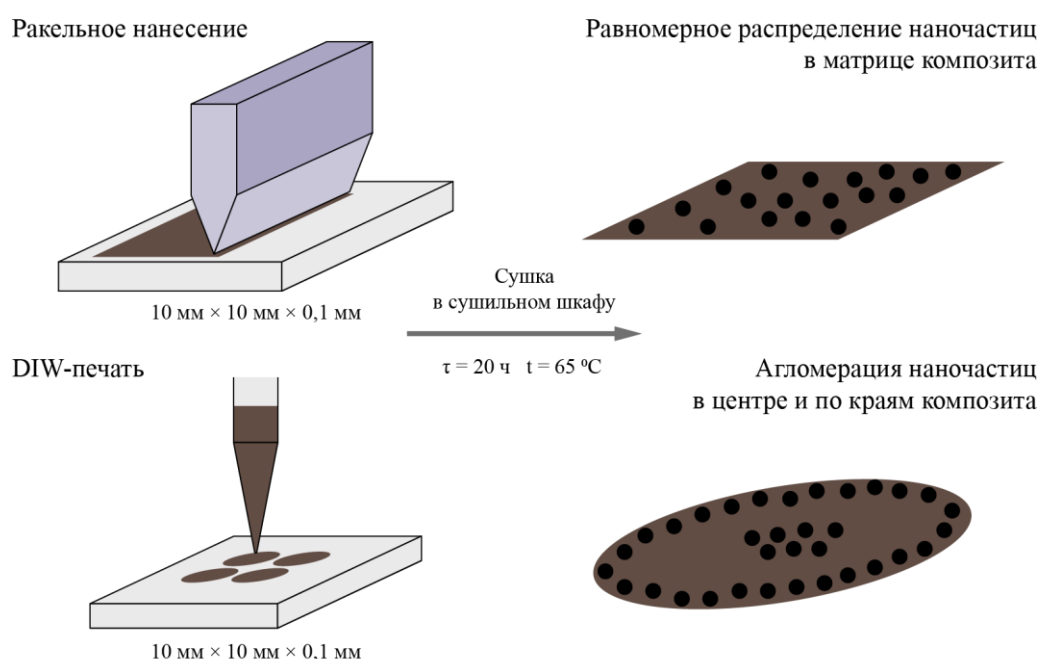 Ракельное нанесение
Равномерное распределение наночастиц
в матрице композита
10 мм × 10 мм × 0,1 мм
Сушка
в сушильном шкафу
τ = 20 ч   t = 65 ⁰C
DIW-печать
Агломерация наночастиц
в центре и по краям композита
10 мм × 10 мм × 0,1 мм